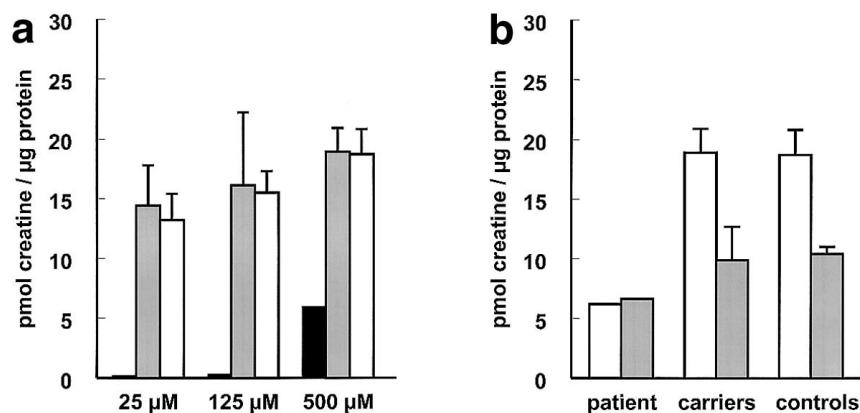 a
pmol creatine / µg protein
30
25
20
15
10
5
0
25 µM 125 µM 500 µM
b
pmol creatine / µg protein
30
25
20
15
10
5
0
patient carriers controls